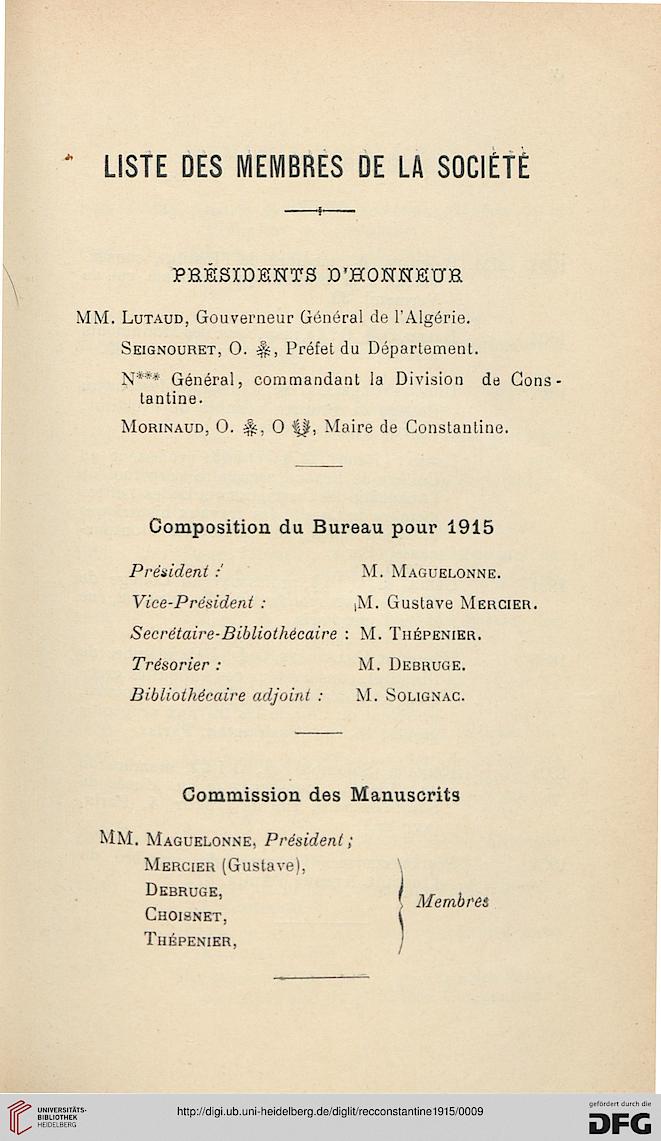 LISTE DES MEMBRES DE LA SOCIÉTÉ
PRÉSIDENTS D'HONNEUR
MM. LUTAUD, Gouverneur Général de l'Algérie.
SEIGNOURET, O. ※, Préfet du Département.
N*** Général, commandant la Division de Cons-
tantine.
MORINAUD, O. ※, O, Maire de Constantine.
Composition du Bureau pour 1915
Président : M. MAGUELONNE.
Vice-Président : M. Gustave MERCIER.
Secrétaire-Bibliothécaire : M. THÉPENIER.
Trésorier : M. DEBRUGE.
Bibliothécaire adjoint : M. SOLIGNAC.
Commission des Manuscrits
MM. MAGUELONNE, Président ;
MERCIER (Gustave),
DEBRUGE,
CHOISNET,
THÉPENIER,
Membres
UNIVERSITÄTS-
BIBLIOTHEK
HEIDELBERG
http://digi.ub.uni-heidelberg.de/diglit/recconstantine1915/0009
gefördert durch die
DFG